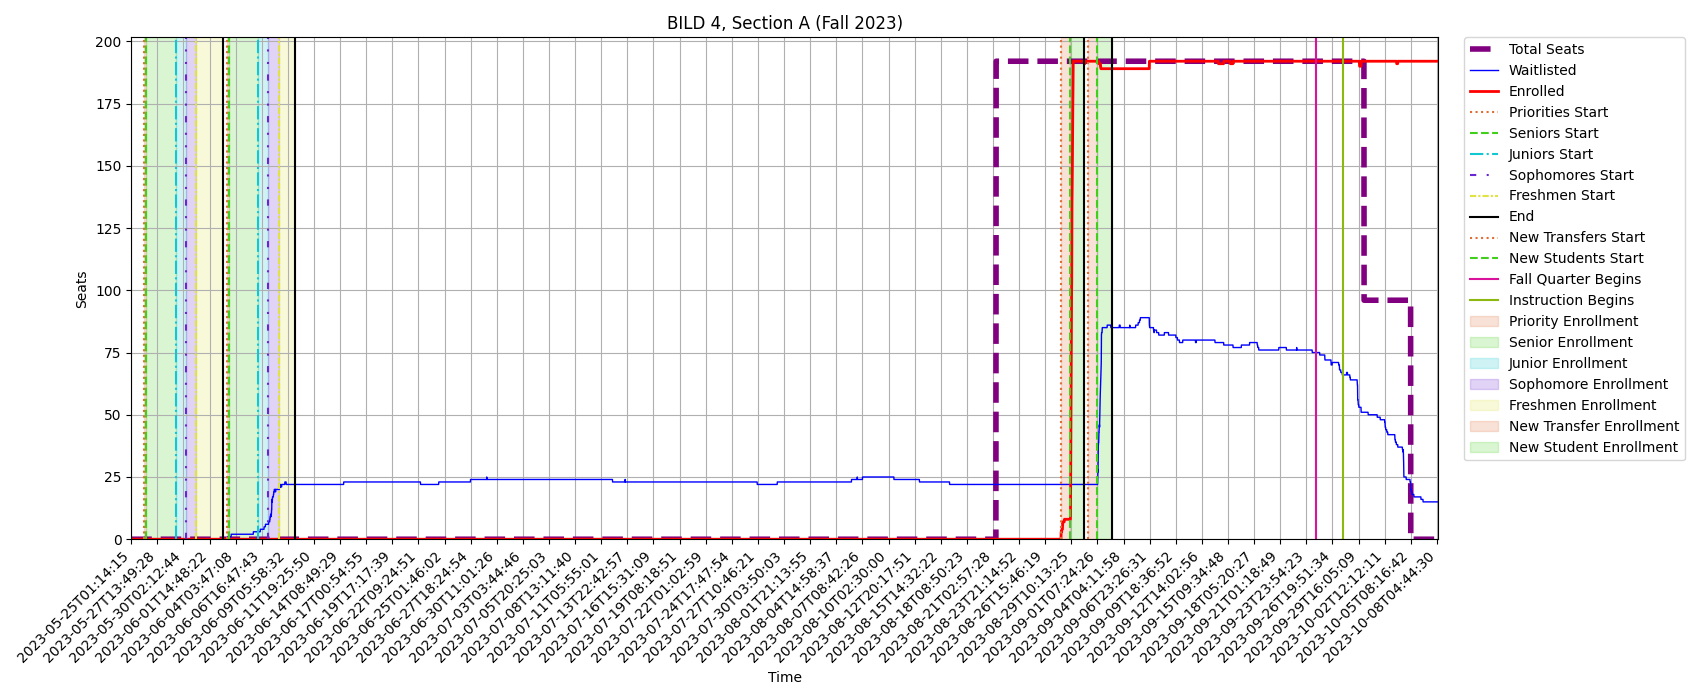 BILD 4, Section A (Fall 2023)
200
175
150
125
100
75
50
25
0
Seats
2023-05-25T01:14:15
2023-05-27T13:49:28
2023-05-30T02:12:44
2023-06-01T14:48:22
2023-06-04T03:47:08
2023-06-06T16:47:43
2023-06-09T05:58:32
2023-06-11T19:25:50
2023-06-14T08:49:29
2023-06-17T00:54:55
2023-06-19T17:17:39
2023-06-22T09:24:51
2023-06-25T01:46:02
2023-06-27T18:24:54
2023-06-30T11:01:26
2023-07-03T03:44:46
2023-07-05T20:25:03
2023-07-08T13:11:40
2023-07-11T05:55:01
2023-07-13T22:42:57
2023-07-16T15:31:09
2023-07-19T08:18:51
2023-07-22T01:02:59
2023-07-24T17:47:54
2023-07-27T10:46:21
2023-07-30T03:50:03
2023-08-01T21:13:55
2023-08-04T14:58:37
2023-08-07T08:42:26
2023-08-10T02:30:00
2023-08-12T20:17:51
2023-08-15T14:32:22
2023-08-18T08:50:23
2023-08-21T02:57:28
2023-08-23T21:14:52
2023-08-26T15:46:19
2023-08-29T10:13:25
2023-09-01T07:24:26
2023-09-04T04:11:58
2023-09-06T23:26:31
2023-09-09T18:36:52
2023-09-12T14:02:56
2023-09-15T09:34:48
2023-09-18T05:20:27
2023-09-21T01:18:49
2023-09-23T23:54:23
2023-09-26T19:51:34
2023-09-29T16:05:09
2023-10-02T12:12:11
2023-10-05T08:16:42
2023-10-08T04:44:30
Time
Total Seats
Waitlisted
Enrolled
Priorities Start
Seniors Start
Juniors Start
Sophomores Start
Freshmen Start
End
New Transfers Start
New Students Start
Fall Quarter Begins
Instruction Begins
Priority Enrollment
Senior Enrollment
Junior Enrollment
Sophomore Enrollment
Freshmen Enrollment
New Transfer Enrollment
New Student Enrollment